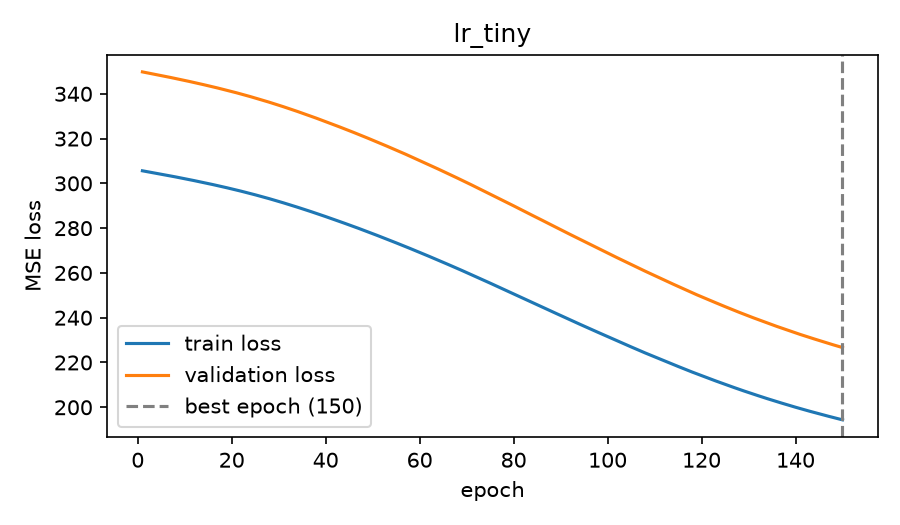 lr_tiny
MSE loss
340
320
300
280
260
240
220
200
train loss
validation loss
best epoch (150)
0 20 40 60 80 100 120 140
epoch